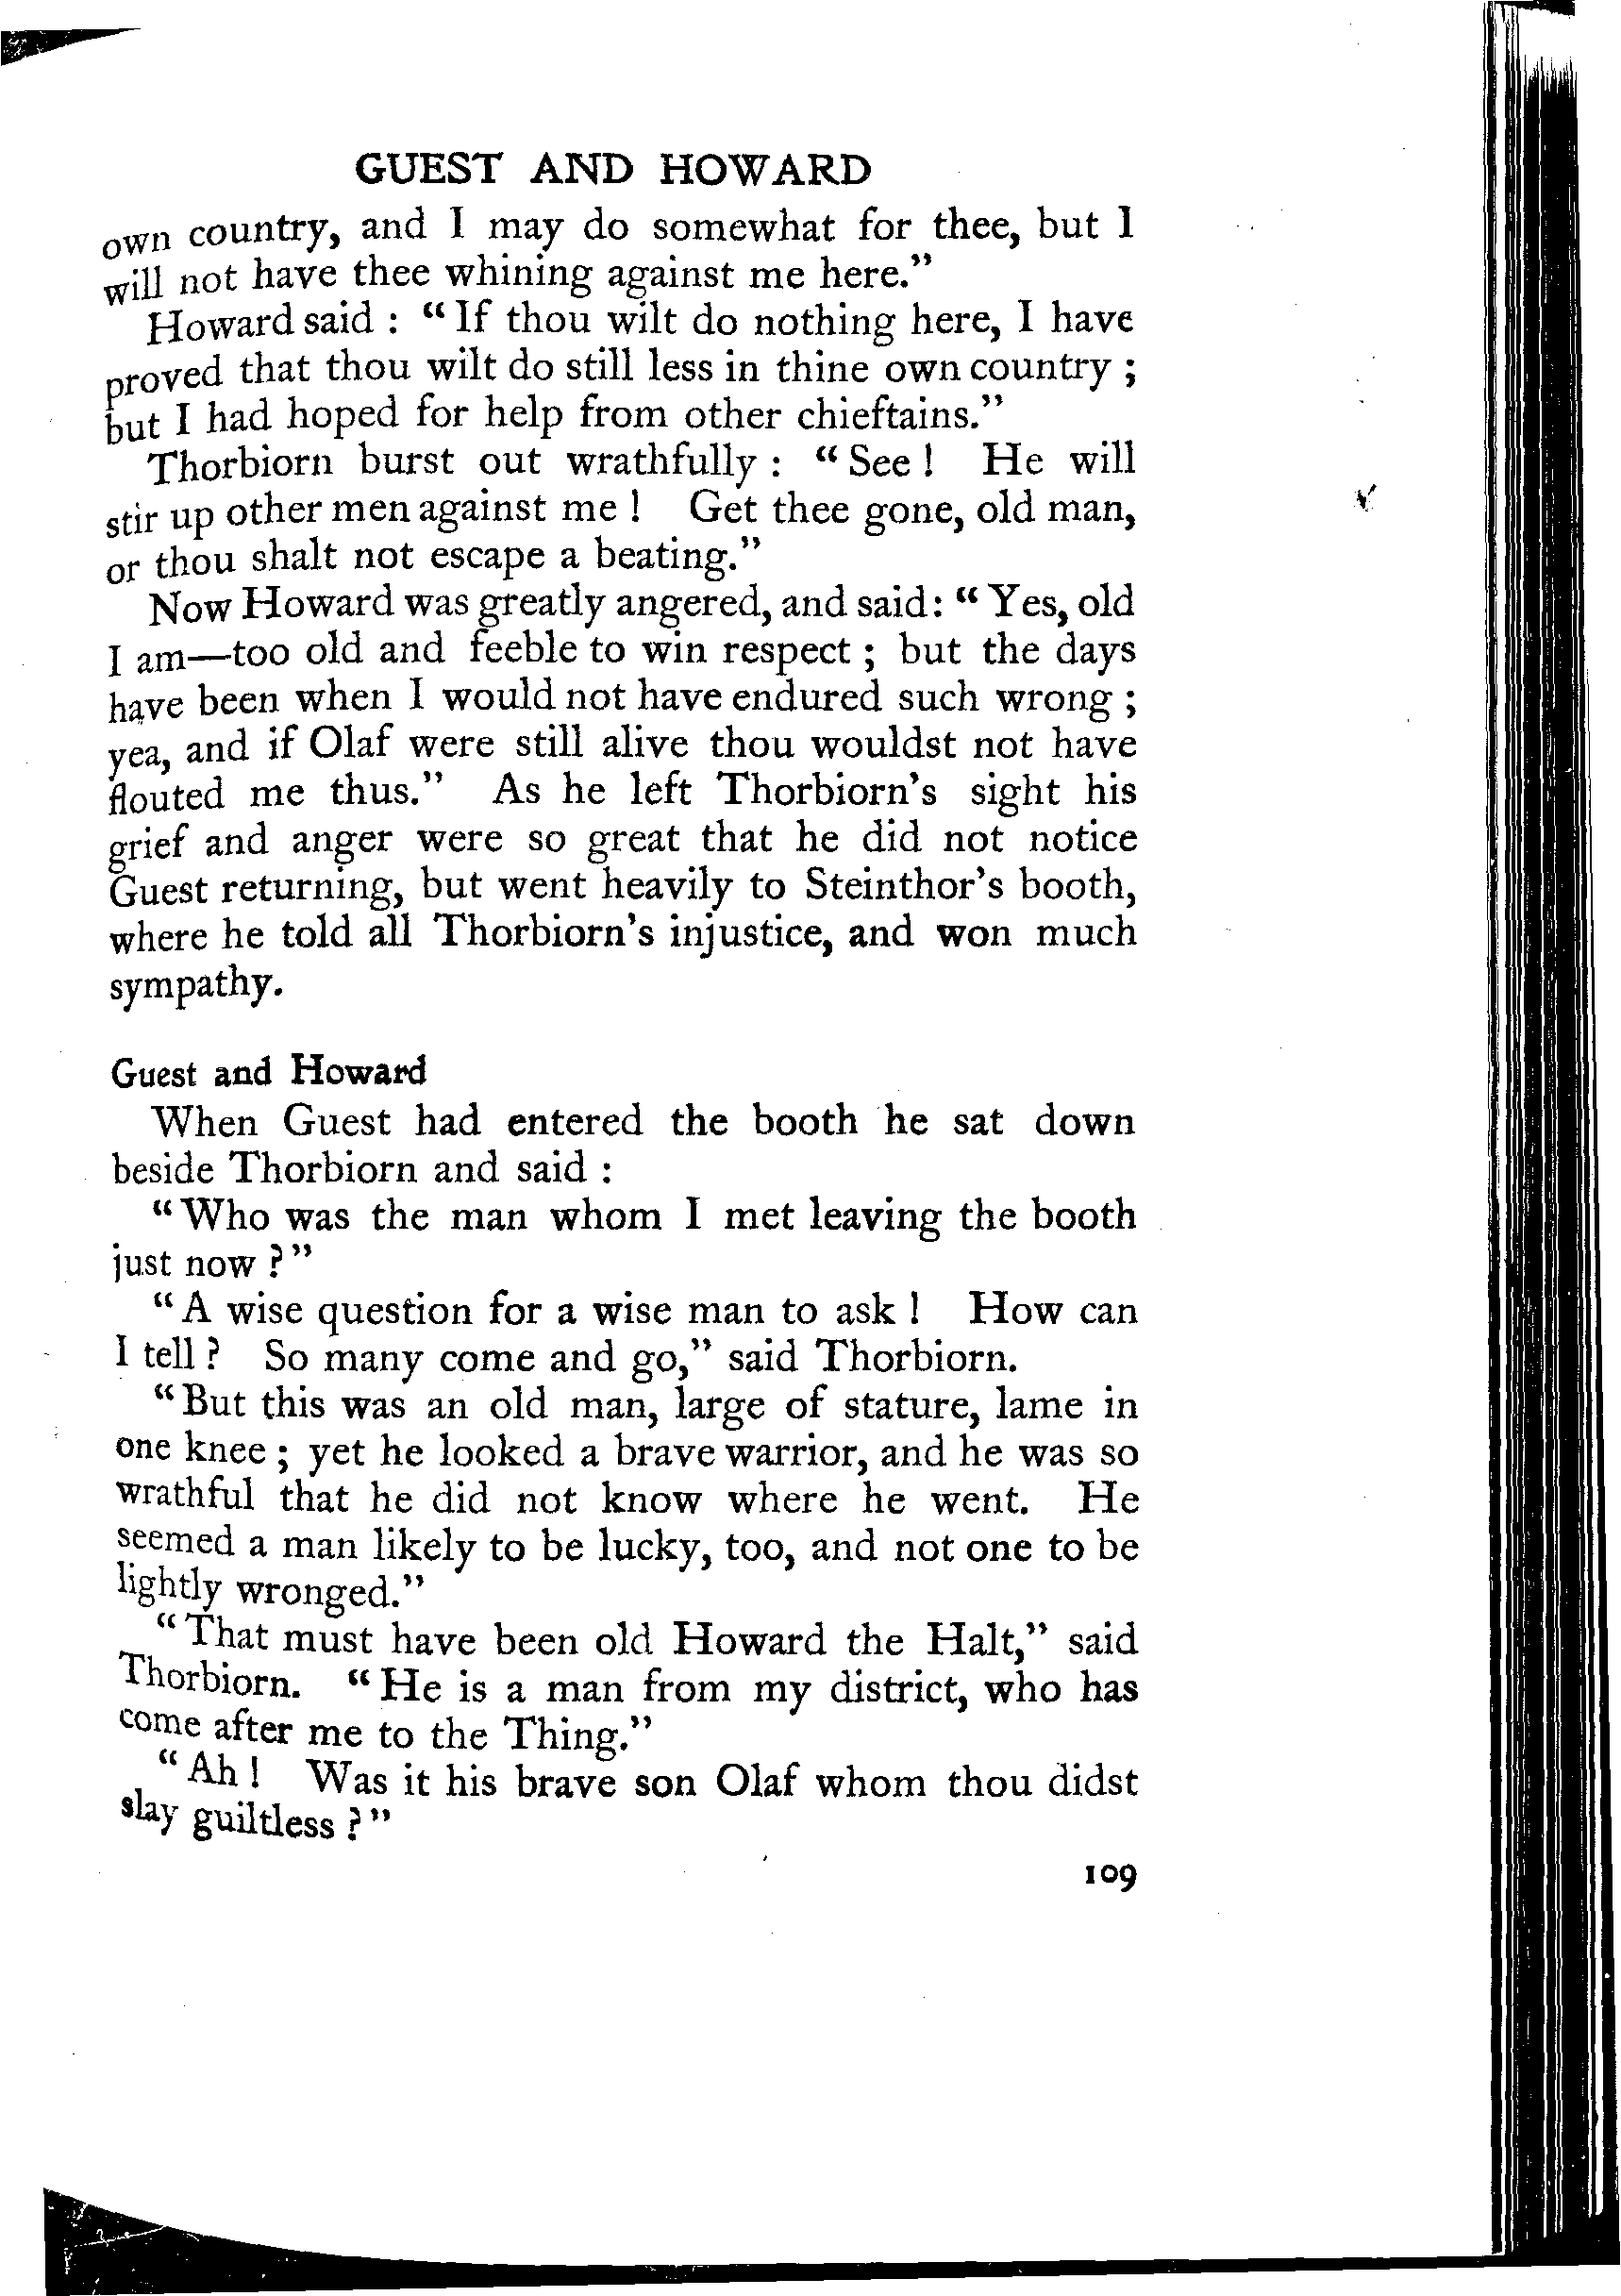 GUEST AND HOWARD
own country, and I may do somewhat for thee, but I
will not have thee whining against me here.”
Howard said : “ If thou wilt do nothing here, I have
proved that thou wilt do still less in thine own country ;
but I had hoped for help from other chieftains.”
Thorbiorn burst out wrathfully : “ See ! He will
stir up other men against me ! Get thee gone, old man,
or thou shalt not escape a beating.”
Now Howard was greatly angered, and said: “ Yes, old
I am—too old and feeble to win respect ; but the days
have been when I would not have endured such wrong ;
yea, and if Olaf were still alive thou wouldst not have
flouted me thus.” As he left Thorbiorn’s sight his
grief and anger were so great that he did not notice
Guest returning, but went heavily to Steinthor’s booth,
where he told all Thorbiorn’s injustice, and won much
sympathy.
Guest and Howard
When Guest had entered the booth he sat down
beside Thorbiorn and said :
“ Who was the man whom I met leaving the booth
just now ? ”
“ A wise question for a wise man to ask ! How can
I tell ? So many come and go,” said Thorbiorn.
“ But this was an old man, large of stature, lame in
one knee ; yet he looked a brave warrior, and he was so
wrathful that he did not know where he went. He
seemed a man likely to be lucky, too, and not one to be
lightly wronged.”
“ That must have been old Howard the Halt,” said
Thorbiorn. “ He is a man from my district, who has
come after me to the Thing.”
“ Ah ! Was it his brave son Olaf whom thou didst
slay guiltless ? ”
109